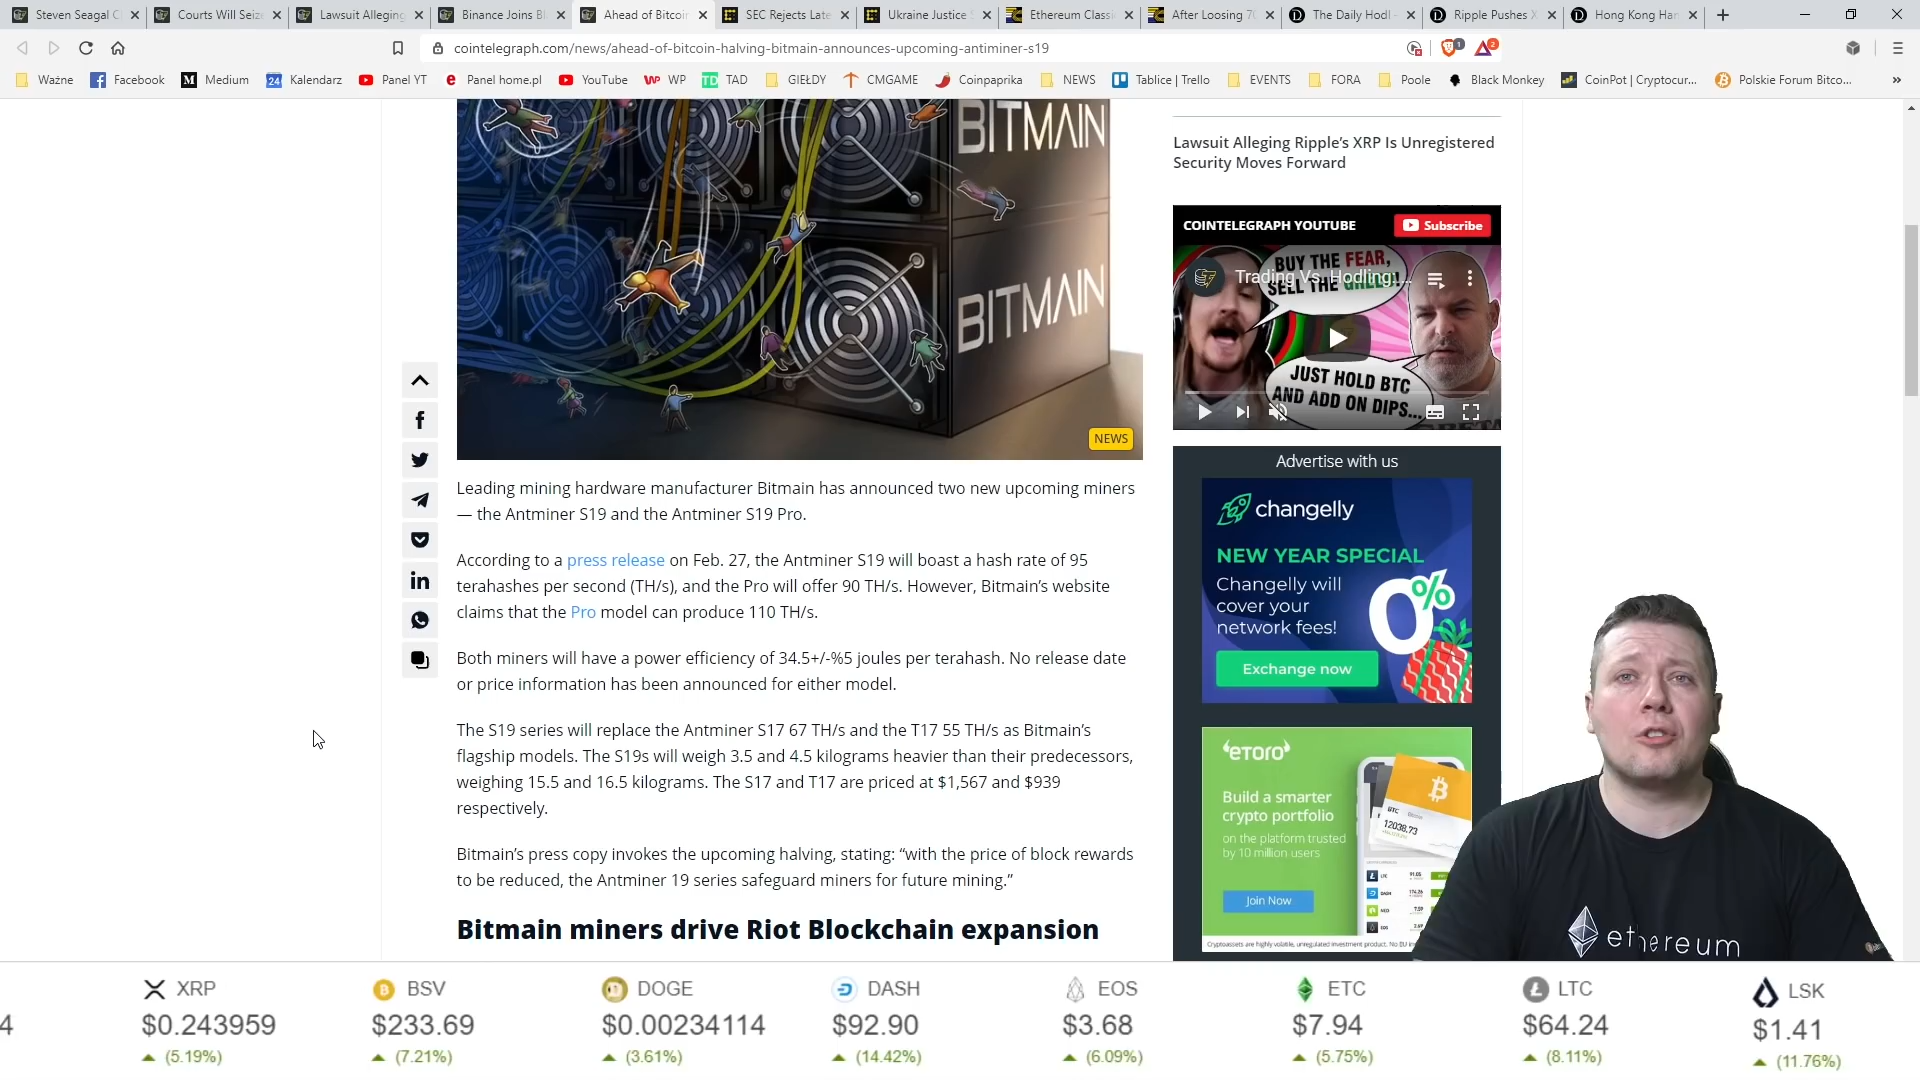 Steven Seagal C
Courts Will Seiz
Lawsuit Alleging
Binance Joins Bl
Ahead of Bitcoin
SEC Rejects Late
Ukraine Justice
Ethereum Classi
After Loosing 70
The Daily Hodl
Ripple Pushes X
Hong Kong Han
cointelegraph.com/news/ahead-of-bitcoin-halving-bitmain-announces-upcoming-antiminer-s19
1
2
Ważne
Facebook
Medium
24
Kalendarz
Panel YT
Panel home.pl
YouTube
WP
TAD
GIEŁDY
CMGAME
Coinpaprika
NEWS
Tablice | Trello
EVENTS
FORA
Poole
Black Monkey
CoinPot | Cryptocur...
Polskie Forum Bitco...
»
BITMAIN
BITMAIN
NEWS
Leading mining hardware manufacturer Bitmain has announced two new upcoming miners
— the Antminer S19 and the Antminer S19 Pro.
According to a press release on Feb. 27, the Antminer S19 will boast a hash rate of 95
terahashes per second (TH/s), and the Pro will offer 90 TH/s. However, Bitmain’s website
claims that the Pro model can produce 110 TH/s.
Both miners will have a power efficiency of 34.5+/-%5 joules per terahash. No release date
or price information has been announced for either model.
The S19 series will replace the Antminer S17 67 TH/s and the T17 55 TH/s as Bitmain’s
flagship models. The S19s will weigh 3.5 and 4.5 kilograms heavier than their predecessors,
weighing 15.5 and 16.5 kilograms. The S17 and T17 are priced at $1,567 and $939
respectively.
Bitmain’s press copy invokes the upcoming halving, stating: “with the price of block rewards
to be reduced, the Antminer 19 series safeguard miners for future mining.”
Bitmain miners drive Riot Blockchain expansion
Lawsuit Alleging Ripple’s XRP Is Unregistered
Security Moves Forward
COINTELEGRAPH YOUTUBE
Subscribe
Trading Vs. Hodling:...
BUY THE FEAR,
SELL THE GREED!
JUST HOLD BTC
AND ADD ON DIPS...
Advertise with us
changelly
NEW YEAR SPECIAL
Changelly will
cover your
network fees!
0%
Exchange now
eToro
Build a smarter
crypto portfolio
on the platform trusted
by 10 million users
Join Now
BTC
12038.73
LTC
DASH
NEO
EOS
ethereum
4
XRP
$0.243959
(5.19%)
BSV
$233.69
(7.21%)
DOGE
$0.00234114
(3.61%)
DASH
$92.90
(14.42%)
EOS
$3.68
(6.09%)
ETC
$7.94
(5.75%)
LTC
$64.24
(8.11%)
LSK
$1.41
(11.76%)